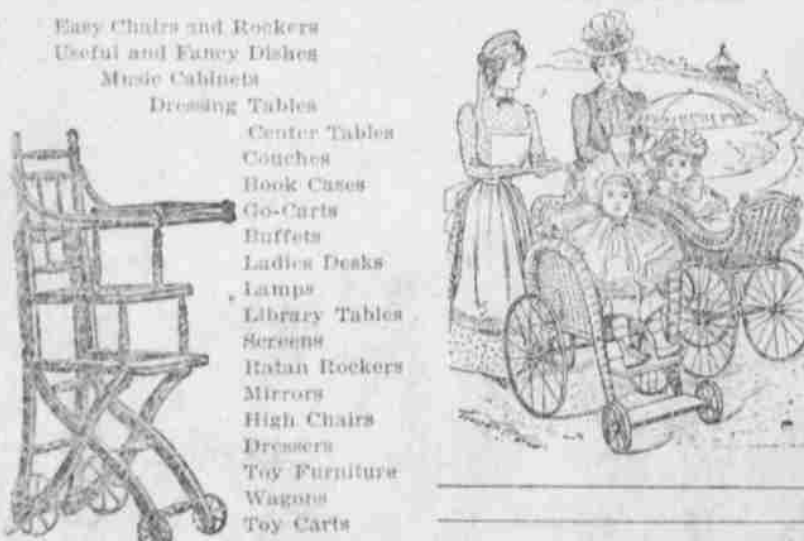 Easy Chairs and Rockers
Useful and Fancy Dishes
Music Cabinets
Dressing Tables
Center Tables
Couches
Book Cases
Go-Carts
Buffets
Ladies Desks
Lamps
Library Tables
Screens
Ratan Rockers
Mirrors
High Chairs
Dressers
Toy Furniture
Wagons
Toy Carts